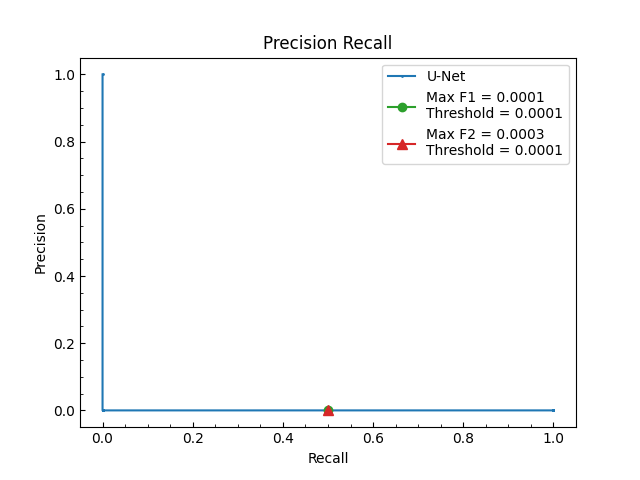 Precision Recall
1.0
0.8
0.6
0.4
0.2
0.0
Precision
U-Net
Max F1 = 0.0001
Threshold = 0.0001
Max F2 = 0.0003
Threshold = 0.0001
0.0 0.2 0.4 0.6 0.8 1.0
Recall